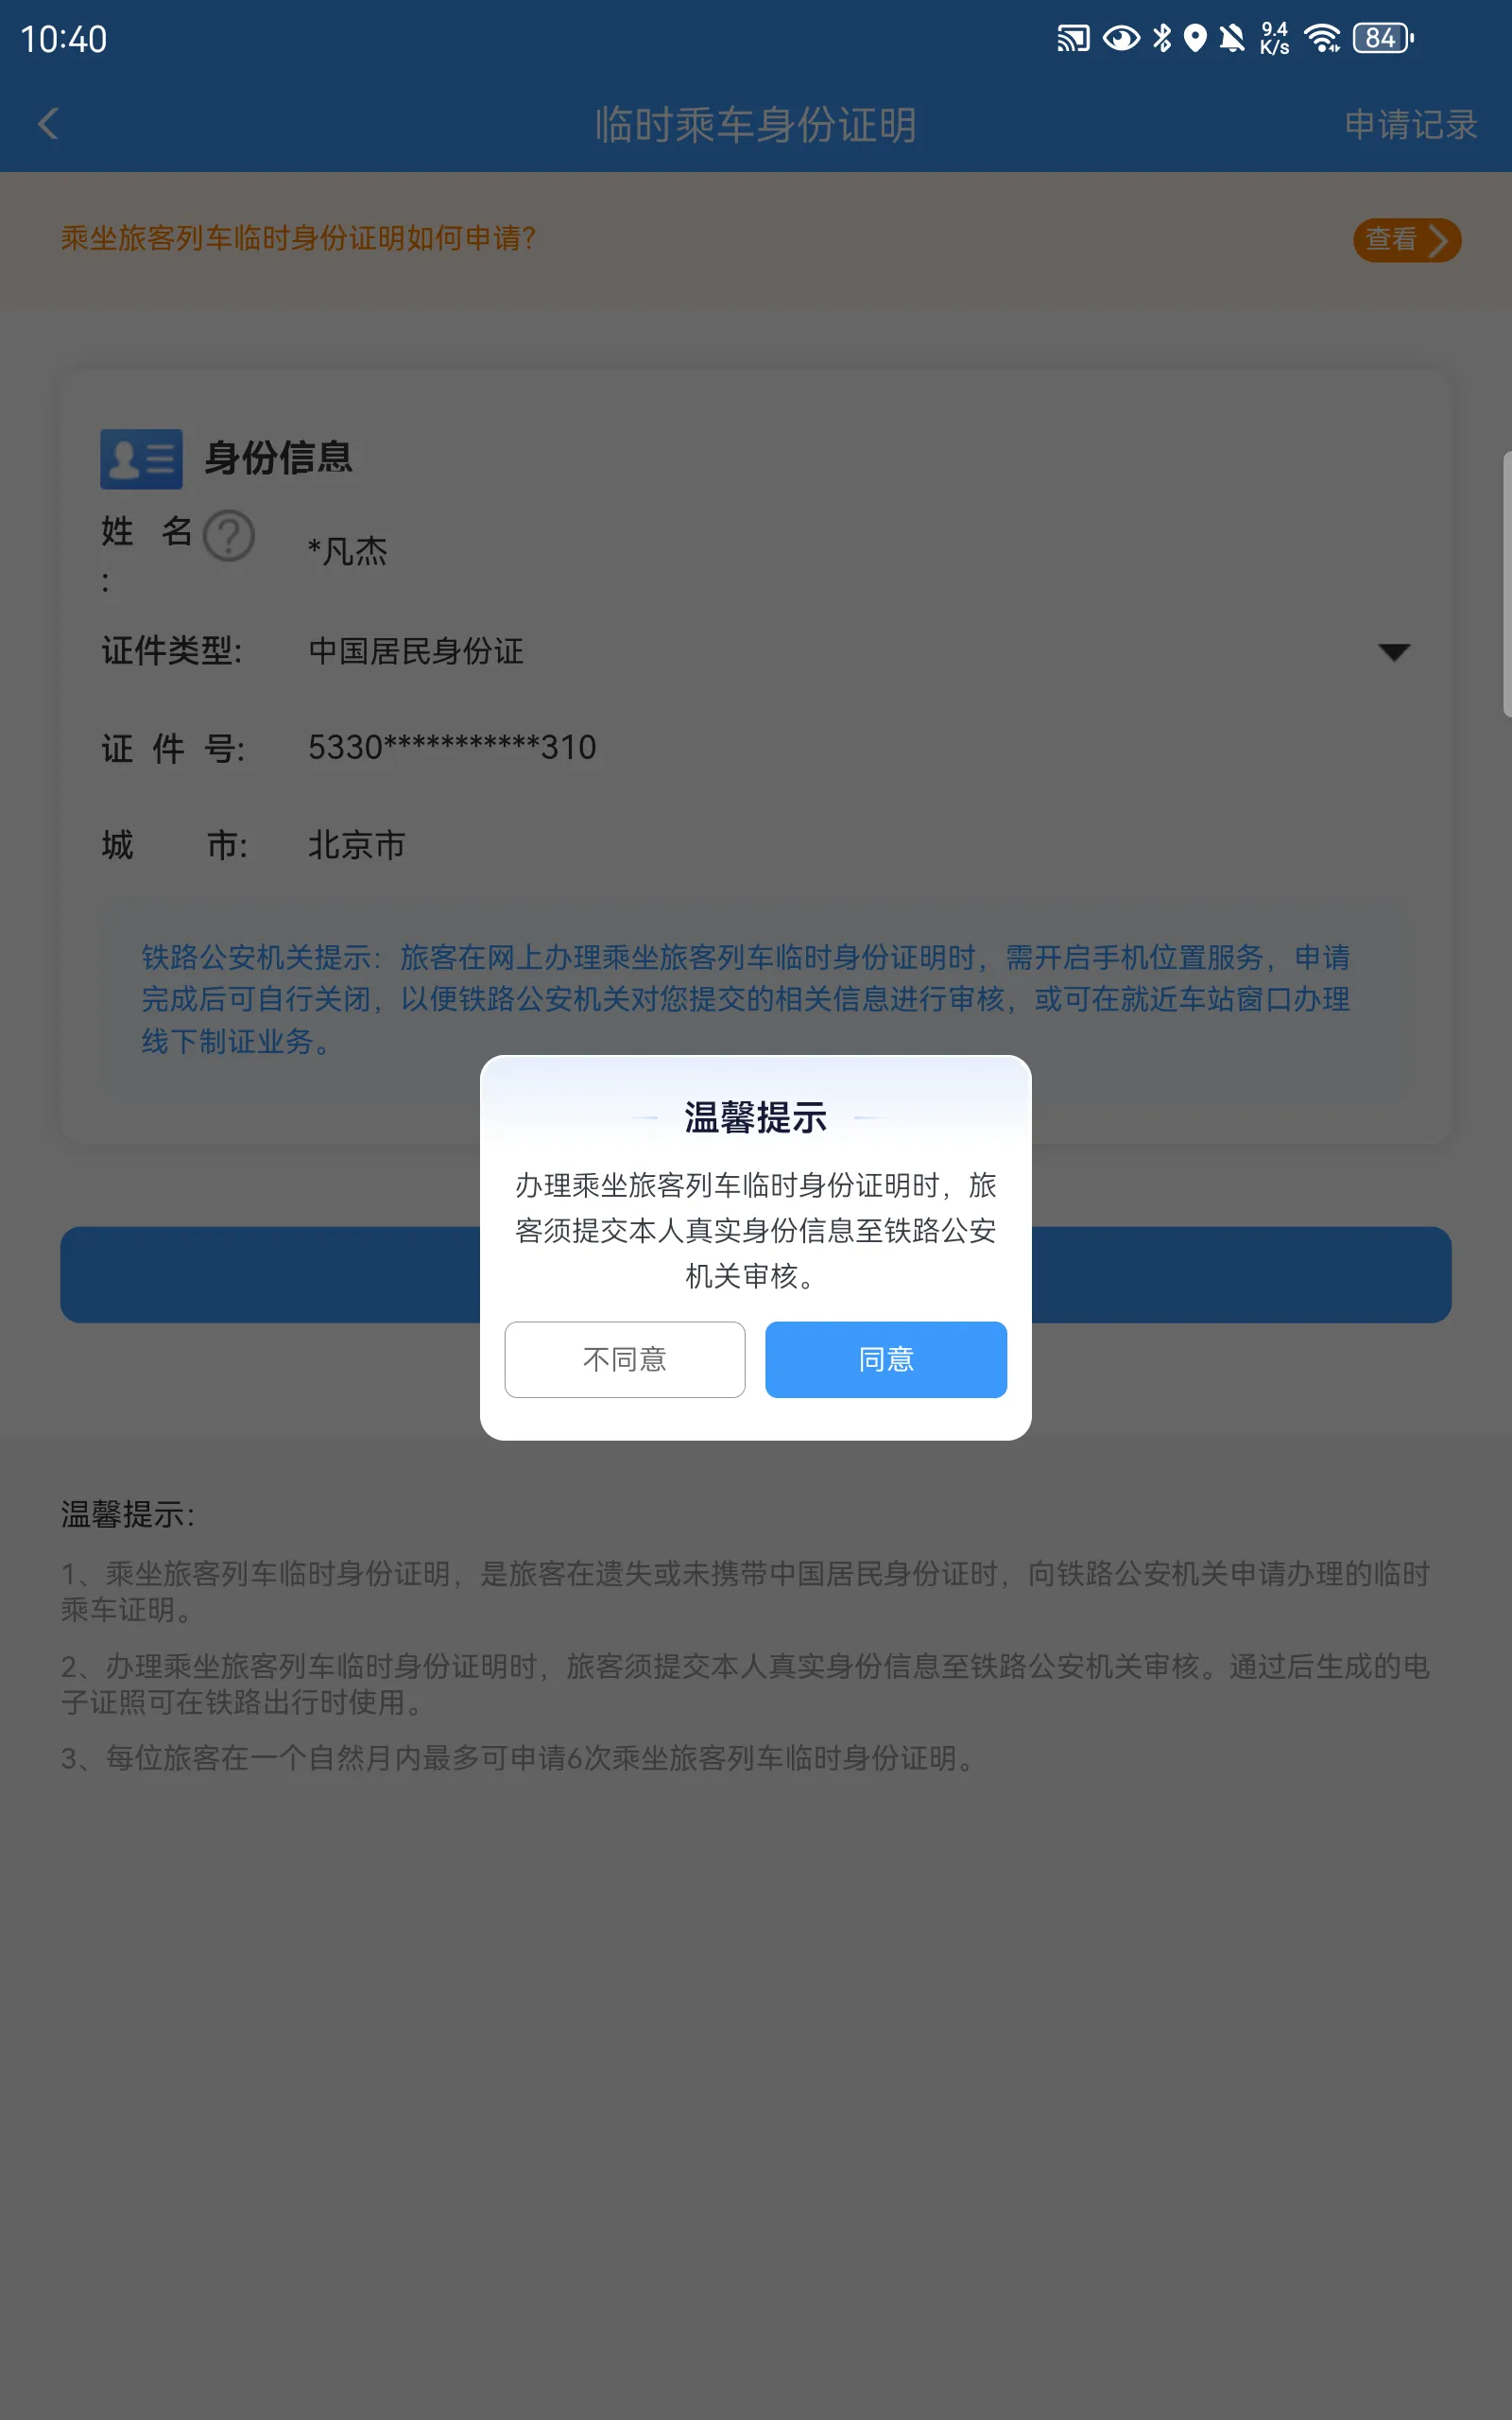 10:40
9.4
K/s
84
临时乘车身份证明
申请记录
乘坐旅客列车临时身份证明如何申请?
查看
身份信息
姓 名
:
*凡杰
证件类型:
中国居民身份证
证 件 号:
5330***********310
城 市:
北京市
铁路公安机关提示：旅客在网上办理乘坐旅客列车临时身份证明时，需开启手机位置服务，申请
完成后可自行关闭，以便铁路公安机关对您提交的相关信息进行审核，或可在就近车站窗口办理
线下制证业务。
温馨提示
办理乘坐旅客列车临时身份证明时，旅
客须提交本人真实身份信息至铁路公安
机关审核。
不同意
同意
温馨提示:
1、乘坐旅客列车临时身份证明，是旅客在遗失或未携带中国居民身份证时，向铁路公安机关申请办理的临时
乘车证明。
2、办理乘坐旅客列车临时身份证明时，旅客须提交本人真实身份信息至铁路公安机关审核。通过后生成的电
子证照可在铁路出行时使用。
3、每位旅客在一个自然月内最多可申请6次乘坐旅客列车临时身份证明。